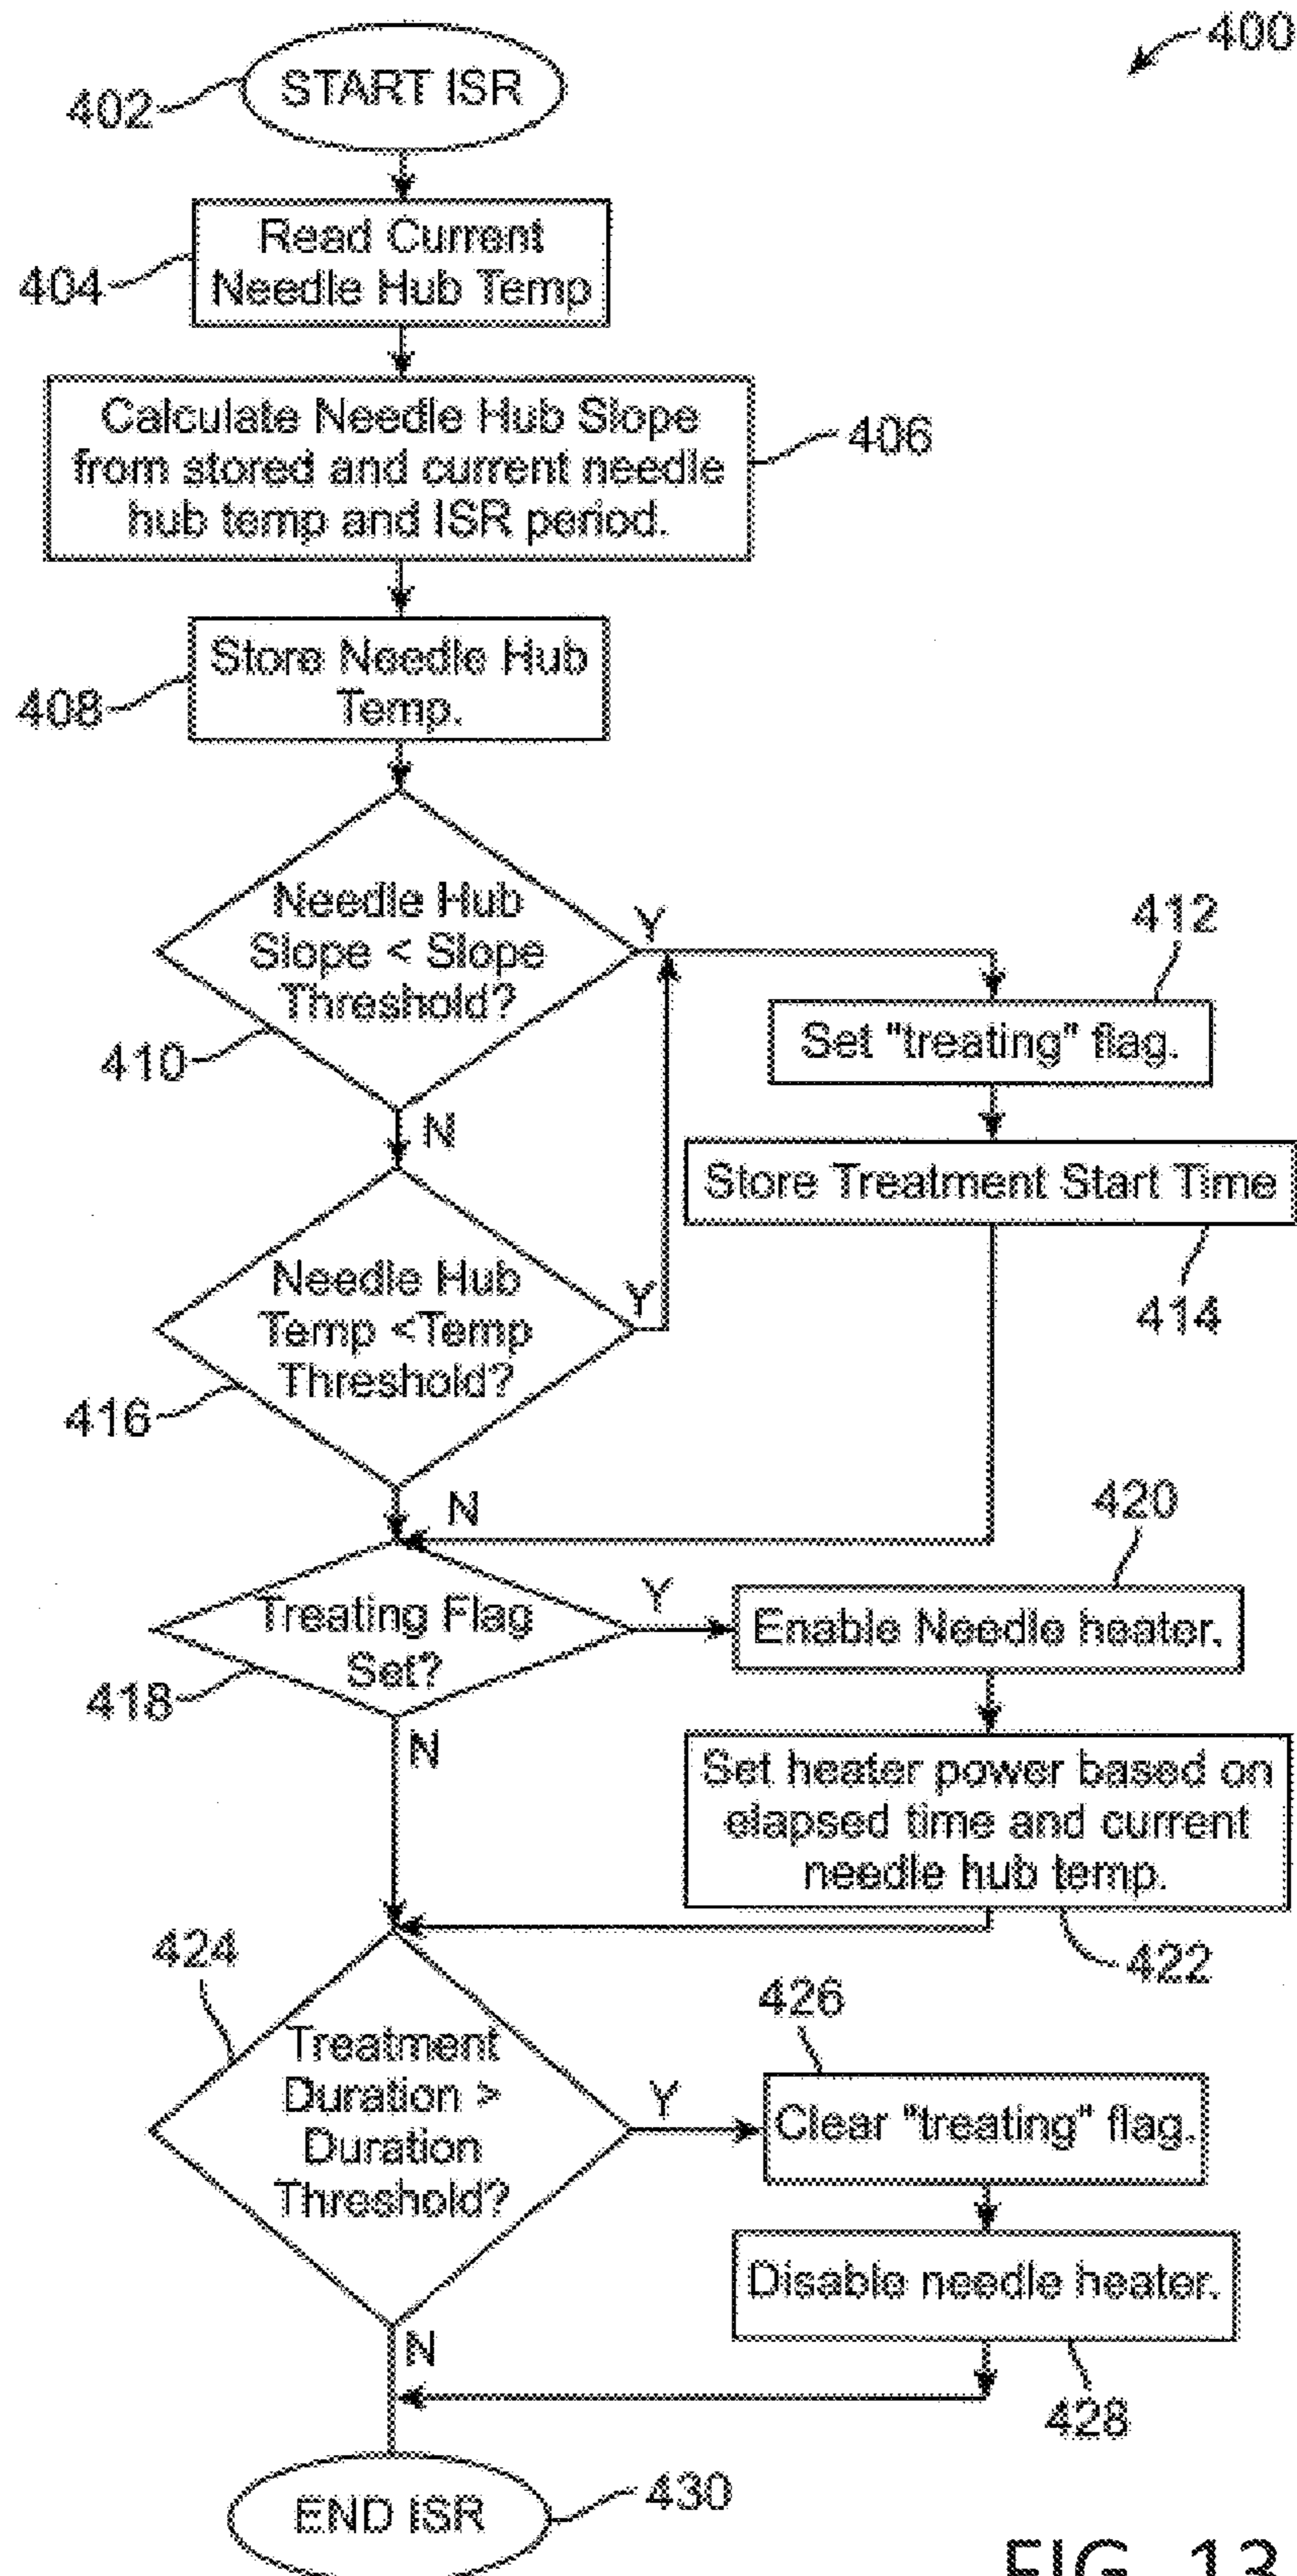 400
402
START ISR
404
Read Current
Needle Hub Temp
Calculate Needle Hub Slope
from stored and current needle
hub temp and ISR period.
406
408
Store Needle Hub
Temp.
Needle Hub
Slope < Slope
Threshold?
410
Y
N
412
Set "treating" flag.
Store Treatment Start Time
414
Needle Hub
Temp <Temp
Threshold?
416
Y
N
Treating Flag
Set?
418
Y
N
420
Enable Needle heater.
Set heater power based on
elapsed time and current
needle hub temp.
422
424
Treatment
Duration >
Duration
Threshold?
Y
N
426
Clear "treating" flag.
Disable needle heater.
428
END ISR
430
FIG. 13